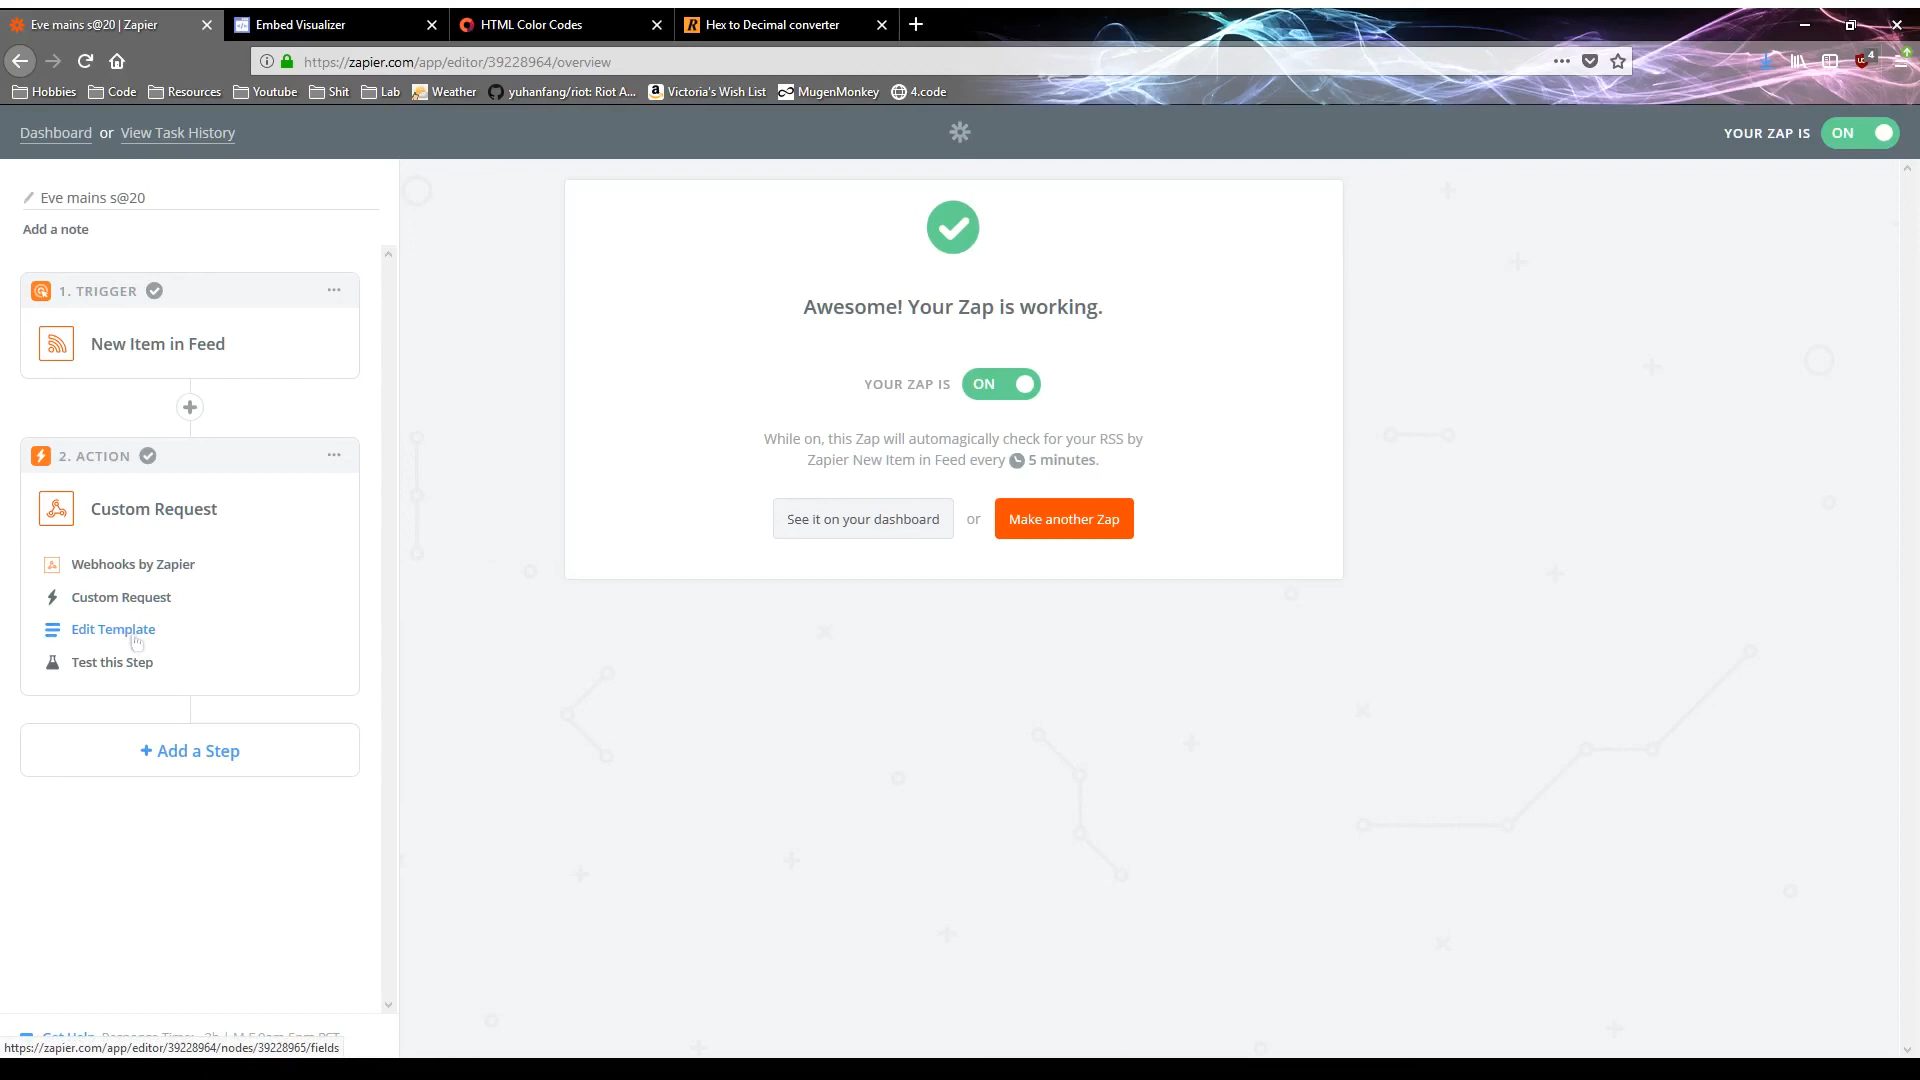 Eve mains s@20 | Zapier
Embed Visualizer
HTML Color Codes
Hex to Decimal converter
https://zapier.com/app/editor/39228964/overview
4
Hobbies
Code
Resources
Youtube
Shit
Lab
Weather
yuhanfang/riot: Riot A...
Victoria's Wish List
MugenMonkey
4.code
Dashboard or View Task History
YOUR ZAP IS ON
Eve mains s@20
Add a note
1. TRIGGER
New Item in Feed
2. ACTION
Custom Request
Webhooks by Zapier
Custom Request
Edit Template
Test this Step
+ Add a Step
Awesome! Your Zap is working.
YOUR ZAP IS ON
While on, this Zap will automagically check for your RSS by
Zapier New Item in Feed every 5 minutes.
See it on your dashboard or Make another Zap
https://zapier.com/app/editor/39228964/nodes/39228965/fields